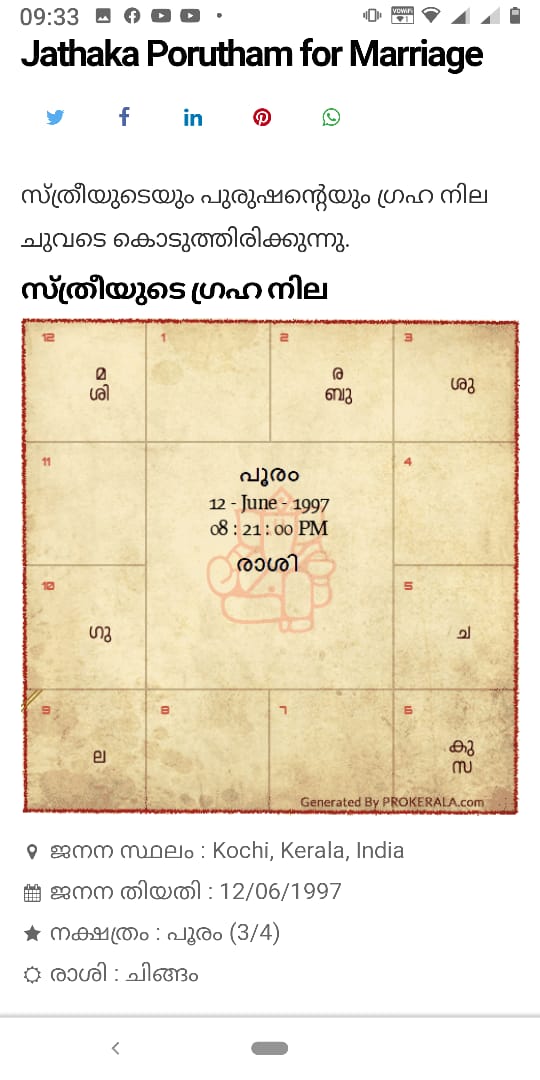 09:33
VOWIFI
1
Jathaka Porutham for Marriage
സ്ത്രീയുടെയും പുരുഷന്റെയും ഗ്രഹ നില
ചുവടെ കൊടുത്തിരിക്കുന്നു.
സ്ത്രീയുടെ ഗ്രഹ നില
12
മ
ശി
1
2
ര
ബു
3
ശു
11
പൂരം
12 - June - 1997
08 : 21 : 00 PM
രാശി
4
10
ഗു
5
ച
9
ല
8
7
6
കു
സ
Generated By PROKERALA.com
ജനന സ്ഥലം : Kochi, Kerala, India
ജനന തിയതി : 12/06/1997
നക്ഷത്രം : പൂരം (3/4)
രാശി : ചിങ്ങം